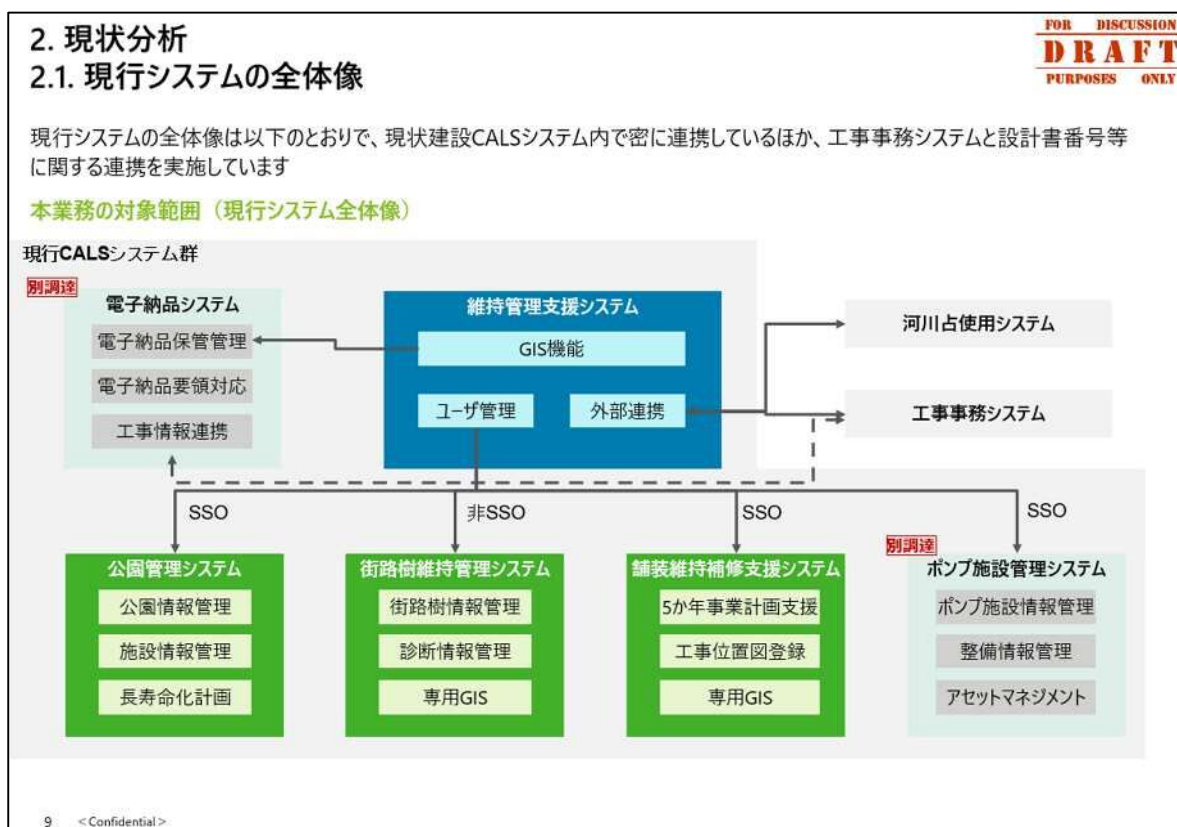 2. 現状分析
2.1. 現行システムの全体像
FOR DISCUSSION
DRAFT
PURPOSES ONLY
現行システムの全体像は以下のとおりで、現状建設CALSシステム内で密に連携しているほか、工事事務システムと設計書番号等
に関する連携を実施しています
本業務の対象範囲（現行システム全体像）
現行CALSシステム群
別調達
電子納品システム
電子納品保管管理
電子納品要領対応
工事情報連携
維持管理支援システム
GIS機能
ユーザ管理
外部連携
河川占使用システム
工事事務システム
SSO
非SSO
SSO
SSO
公園管理システム
公園情報管理
施設情報管理
長寿命化計画
街路樹維持管理システム
街路樹情報管理
診断情報管理
専用GIS
舗装維持補修支援システム
5か年事業計画支援
工事位置図登録
専用GIS
別調達
ポンプ施設管理システム
ポンプ施設情報管理
整備情報管理
アセットマネジメント
9 <Confidential>